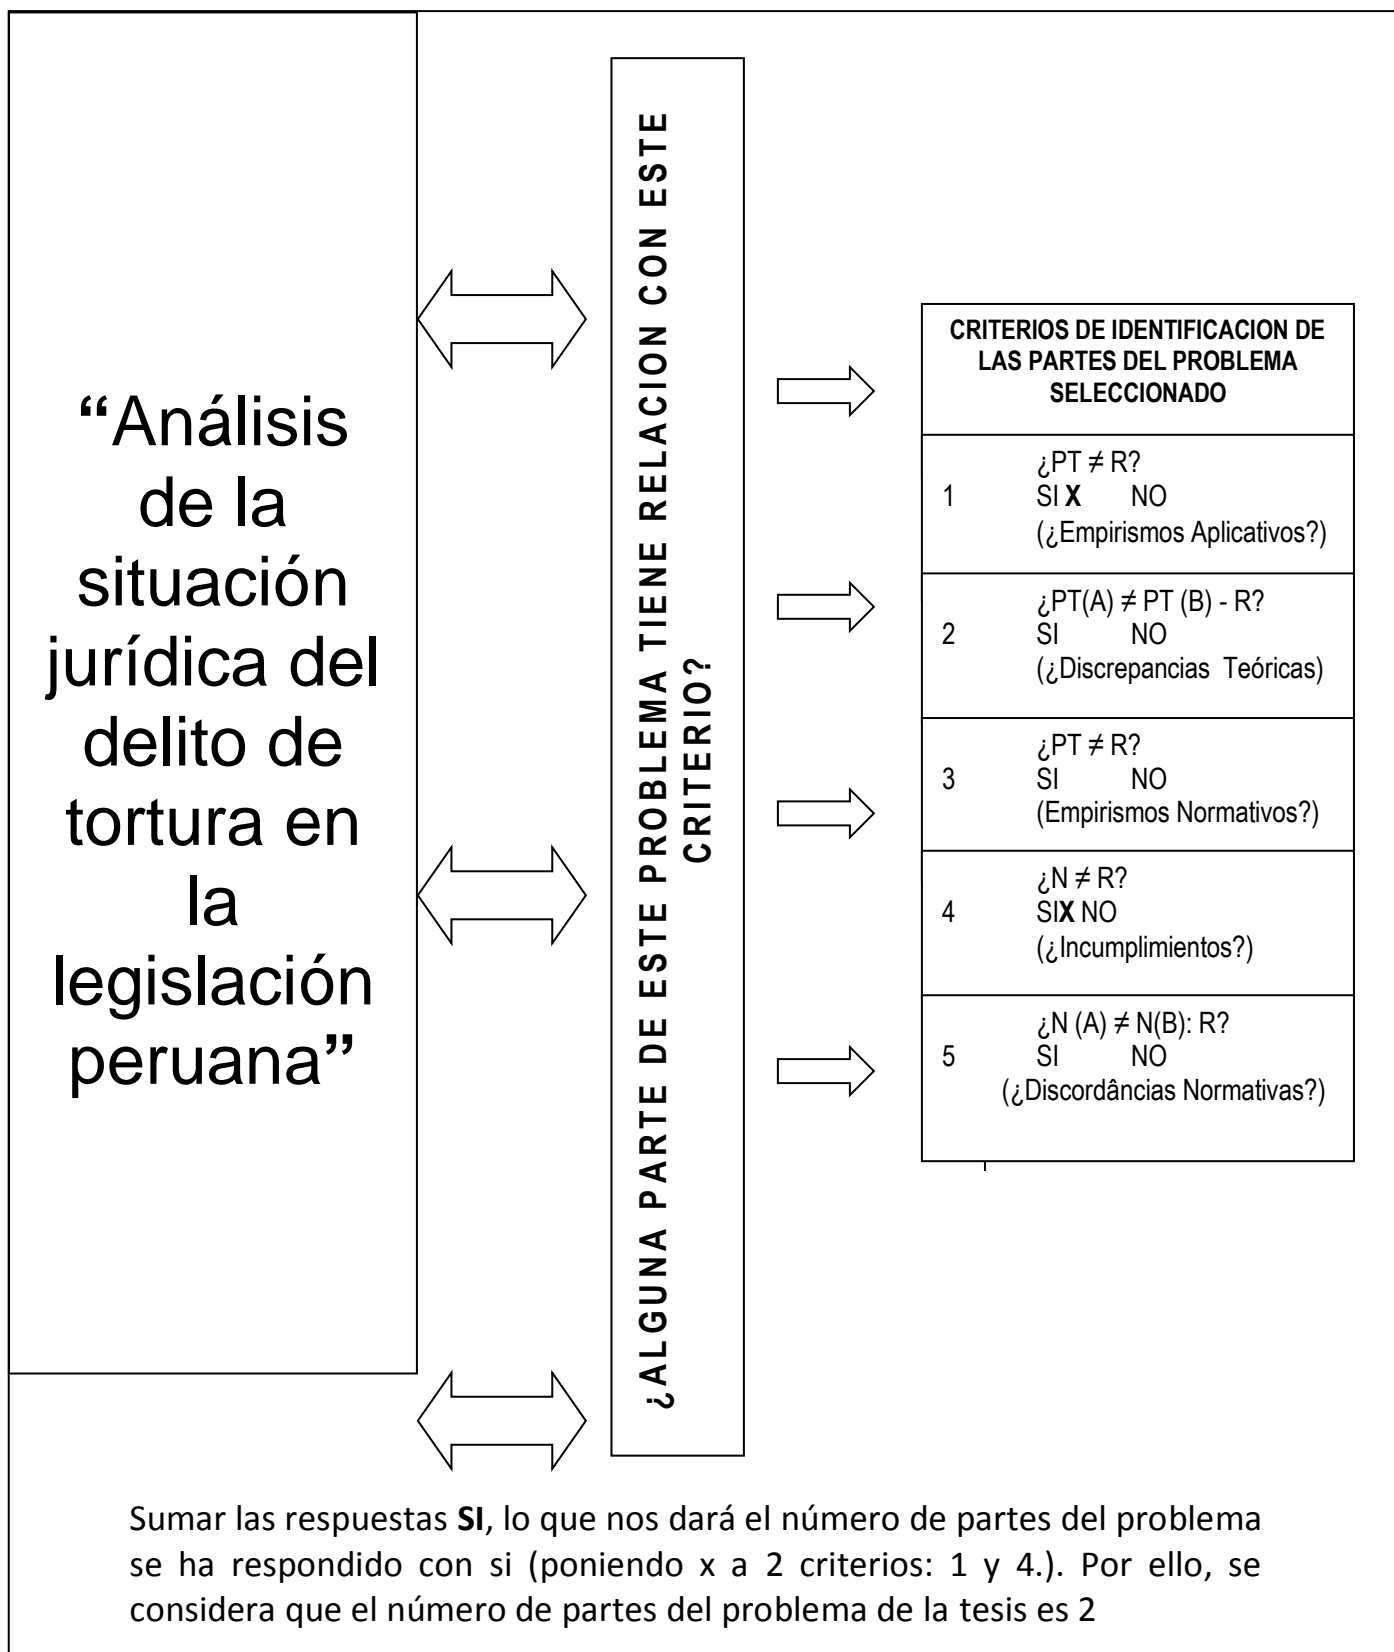 “Análisis
de la
situación
jurídica del
delito de
tortura en
la
legislación
peruana”
¿ALGUNA PARTE DE ESTE PROBLEMA TIENE RELACION CON ESTE
CRITERIO?
CRITERIOS DE IDENTIFICACION DE
LAS PARTES DEL PROBLEMA
SELECCIONADO
¿PT ≠ R?
1 SI X NO
(¿Empirismos Aplicativos?)
¿PT(A) ≠ PT (B) - R?
2 SI NO
(¿Discrepancias Teóricas)
¿PT ≠ R?
3 SI NO
(Empirismos Normativos?)
¿N ≠ R?
4 SIX NO
(¿Incumplimientos?)
¿N (A) ≠ N(B): R?
5 SI NO
(¿Discordâncias Normativas?)
Sumar las respuestas SI, lo que nos dará el número de partes del problema
se ha respondido con si (poniendo x a 2 criterios: 1 y 4.). Por ello, se
considera que el número de partes del problema de la tesis es 2